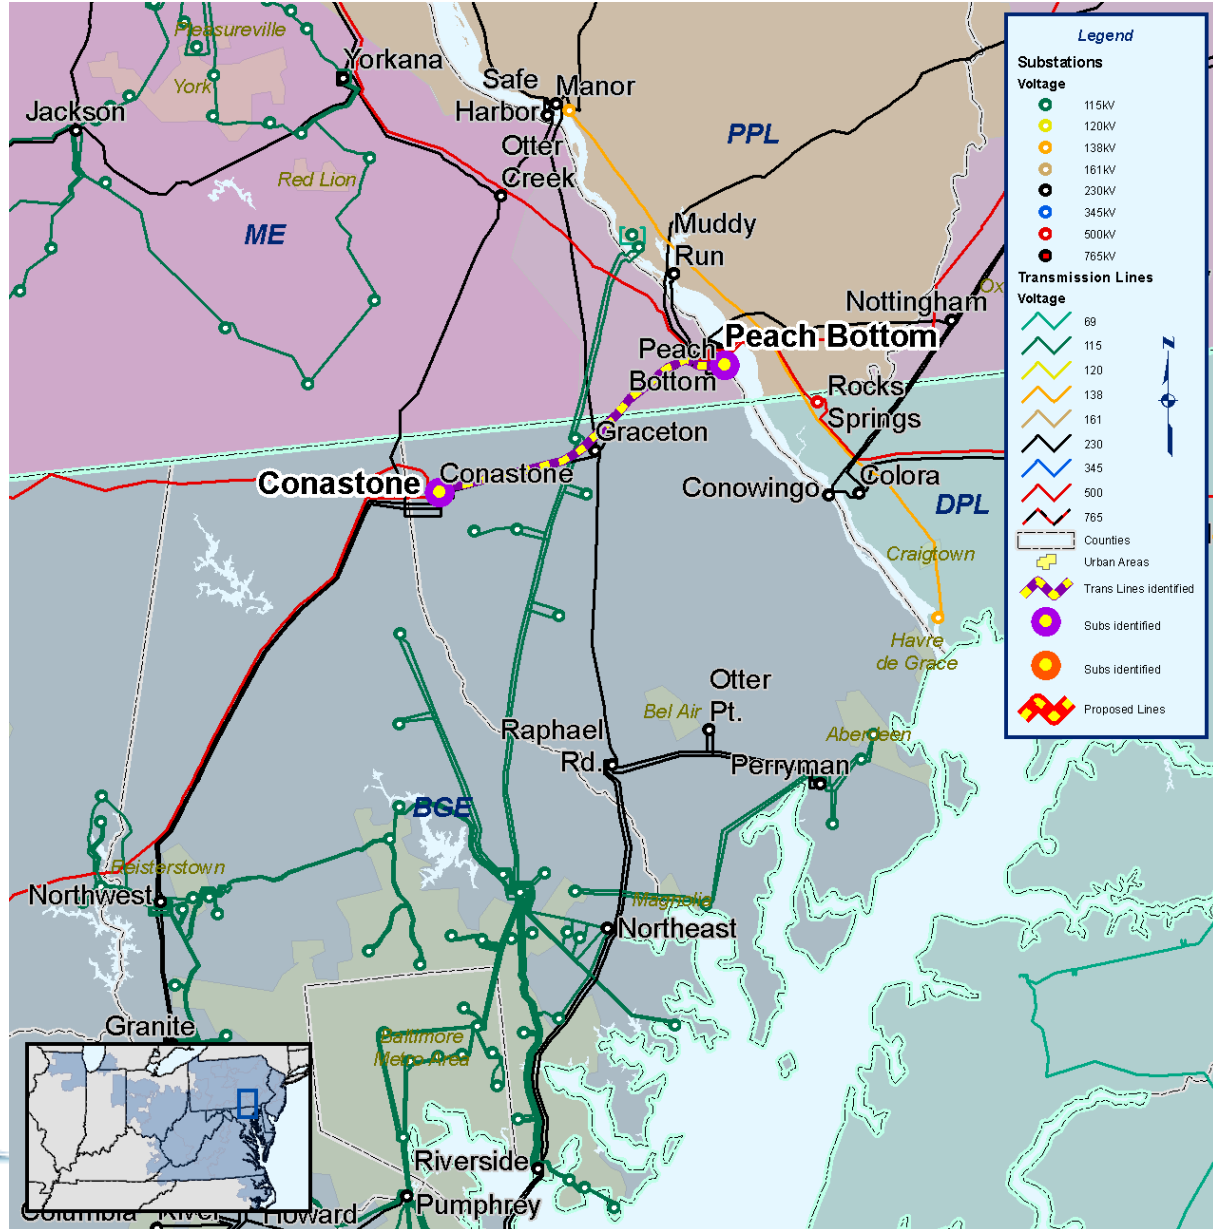 Pleasureville
Yorkana
York
Jackson
Safe
Harbor
Manor
Otter
Creek
Red Lion
ME
PPL
Muddy
Run
Nottingham
Peach Bottom
Peach
Bottom
Rocks
Springs
Graceton
Conastone
Conastone
Conowingo
Colora
DPL
Craigtown
Havre
de Grace
Otter
Pt.
Bel Air
Raphael
Rd.
Aberdeen
Perryman
BGE
Reisterstown
Northwest
Magnolia
Northeast
Granite
Baltimore
Metro Area
Riverside
Pumphrey
Howard
Columbia
River
Legend
Substations
Voltage
115kV
120kV
138kV
161kV
230kV
345kV
500kV
765kV
Transmission Lines
Voltage
69
115
120
138
161
230
345
500
765
Counties
Urban Areas
Trans Lines identified
Subs identified
Subs identified
Proposed Lines
Z